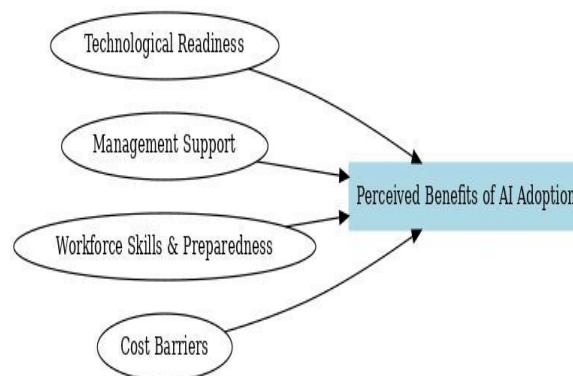 Technological Readiness
Management Support
Perceived Benefits of AI Adoption
Workforce Skills & Preparedness
Cost Barriers